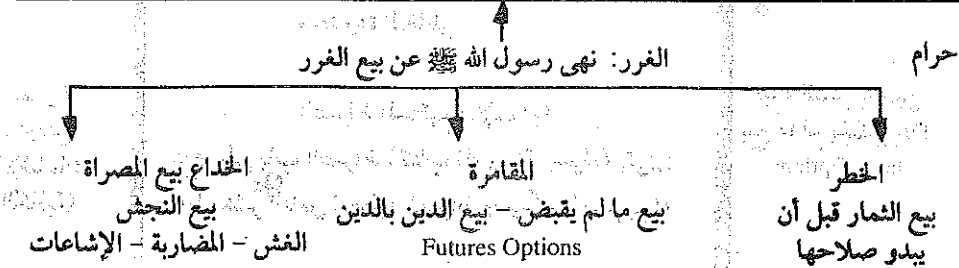 حرام
الغرر: نهى رسول الله ﷺ عن بيع الغرر
الخطر
بيع الثمار قبل أن
يبدو صلاحها
المقامرة
بيع ما لم يقبض – بيع الدين بالدين
Futures Options
الخداع بيع المصراة
بيع النجش
الغش – المضاربة – الإشاعات